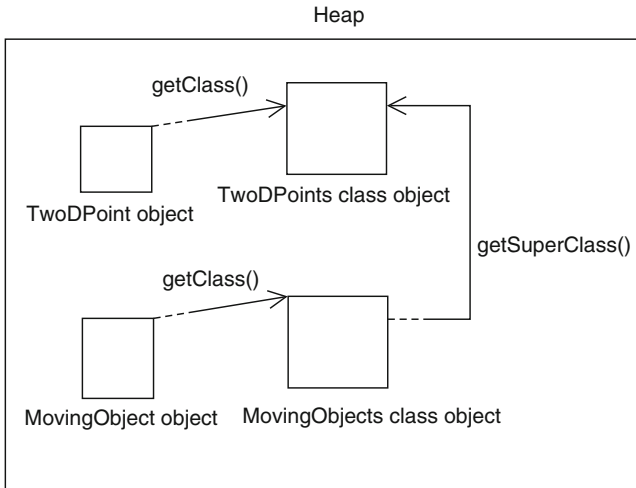 Heap
getClass()
TwoDPoint object
TwoDPoints class object
getSuperClass()
getClass()
MovingObject object
MovingObjects class object